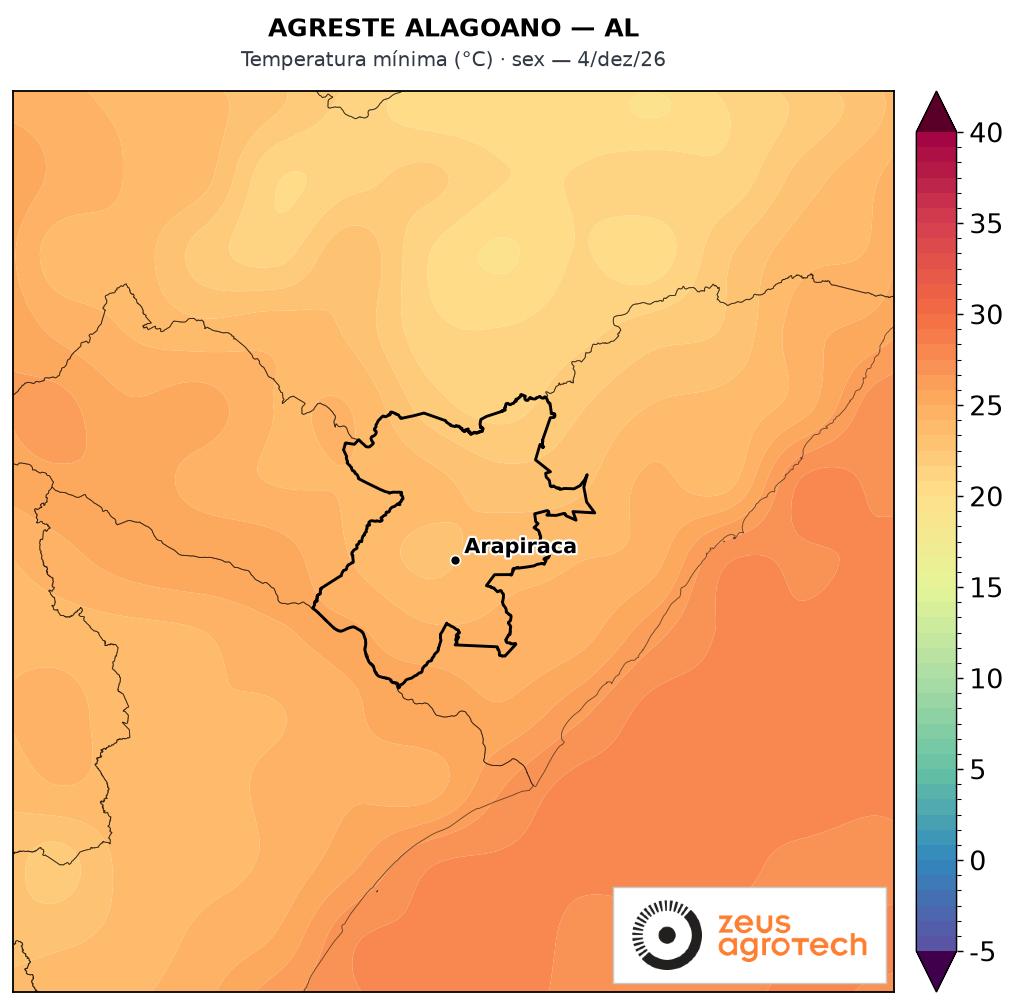 AGRESTE ALAGOANO — AL
Temperatura mínima (°C) · sex — 4/dez/26
40
35
30
25
20
15
10
5
0
-5
Arapiraca
zeus
agrotech